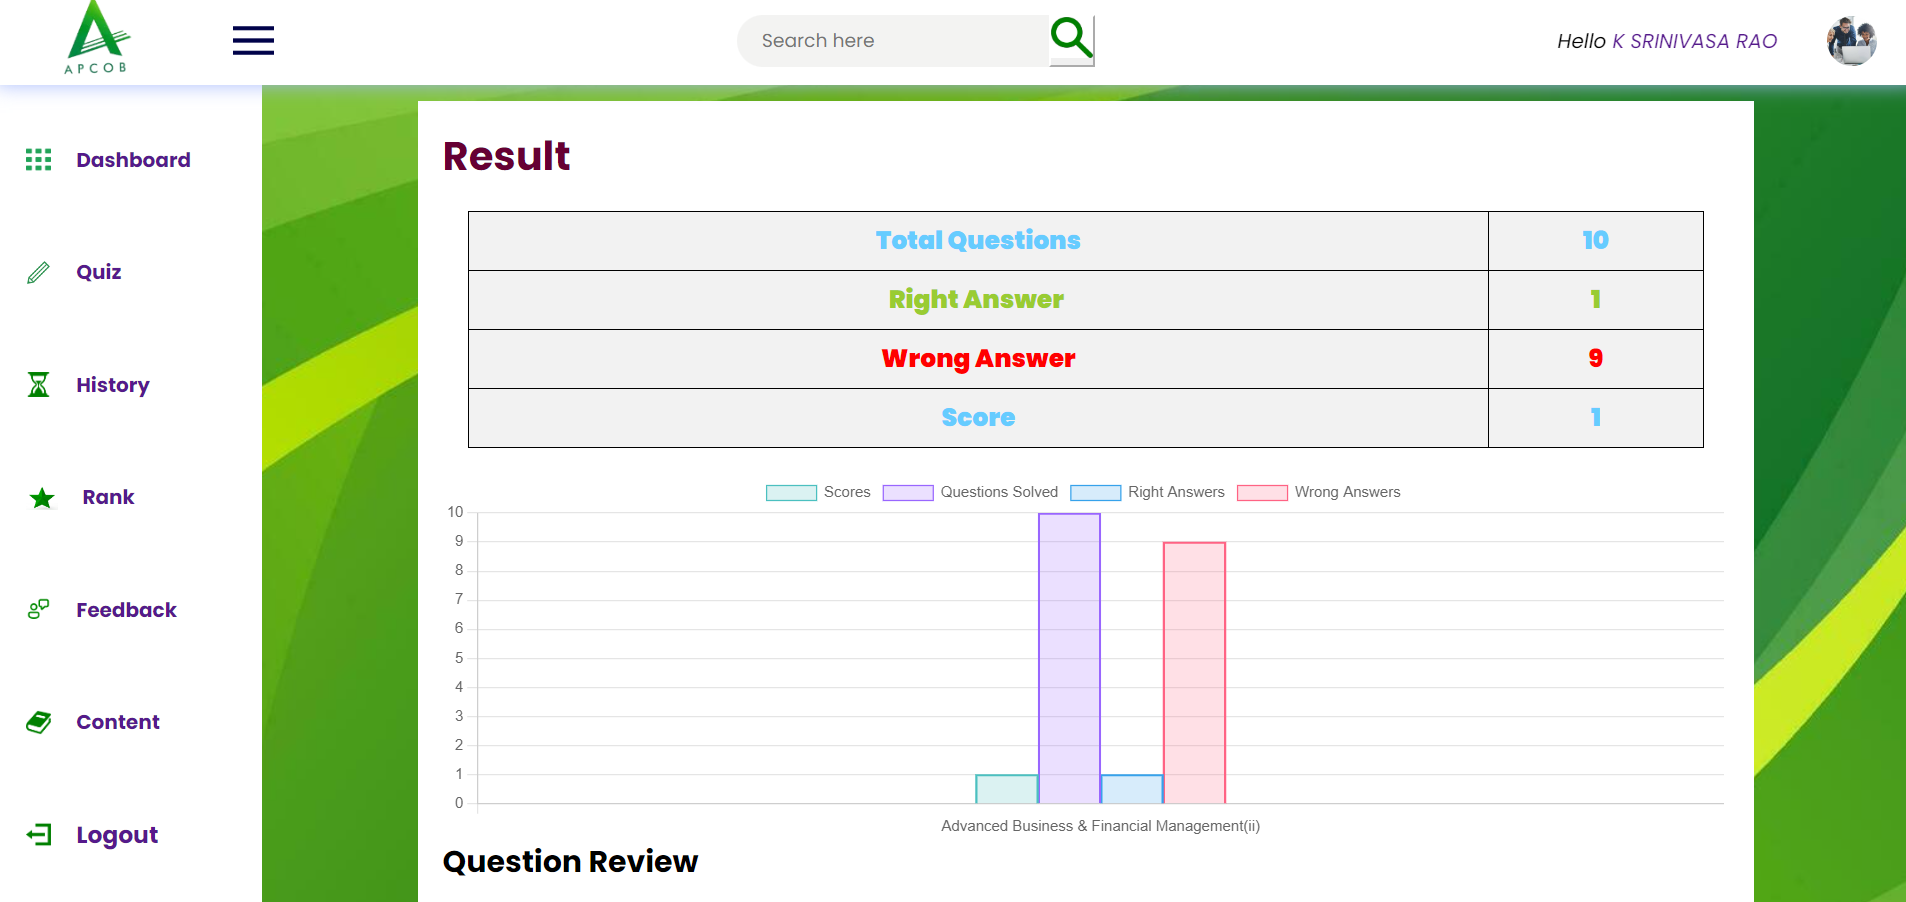 APCOB
Search here
Hello K SRINIVASA RAO
Dashboard
Quiz
History
Rank
Feedback
Content
Logout
Result
Total Questions 10
Right Answer 1
Wrong Answer 9
Score 1
Scores Questions Solved Right Answers Wrong Answers
10
9
8
7
6
5
4
3
2
1
0
Advanced Business & Financial Management(ii)
Question Review